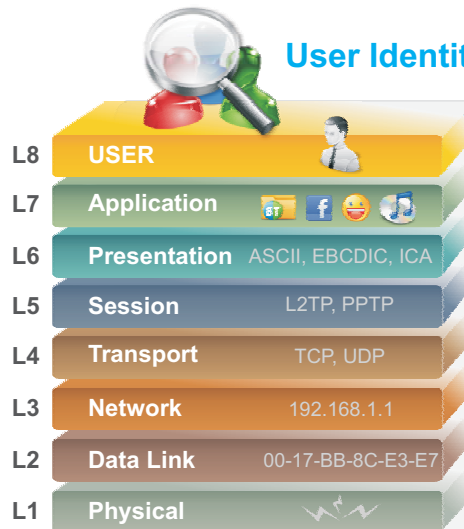 User Identit
L8 USER
L7 Application BT f
L6 Presentation ASCII, EBCDIC, ICA
L5 Session L2TP, PPTP
L4 Transport TCP, UDP
L3 Network 192.168.1.1
L2 Data Link 00-17-BB-8C-E3-E7
L1 Physical